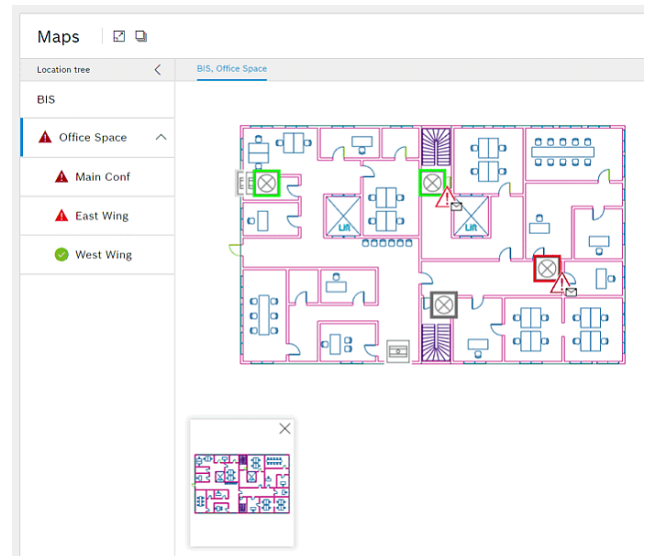 Maps
Location tree
BIS, Office Space
BIS
Office Space
Main Conf
East Wing
West Wing
Lift
Lift